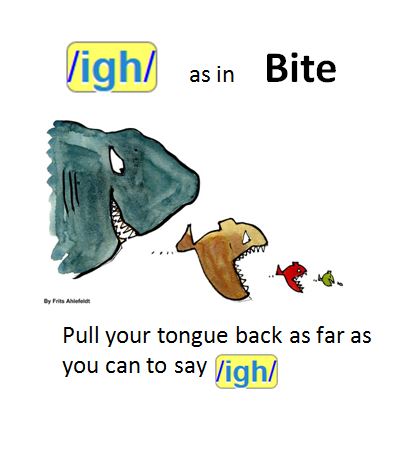 /igh/ as in Bite
By Frits Ahlefeldt
Pull your tongue back as far as
you can to say /igh/